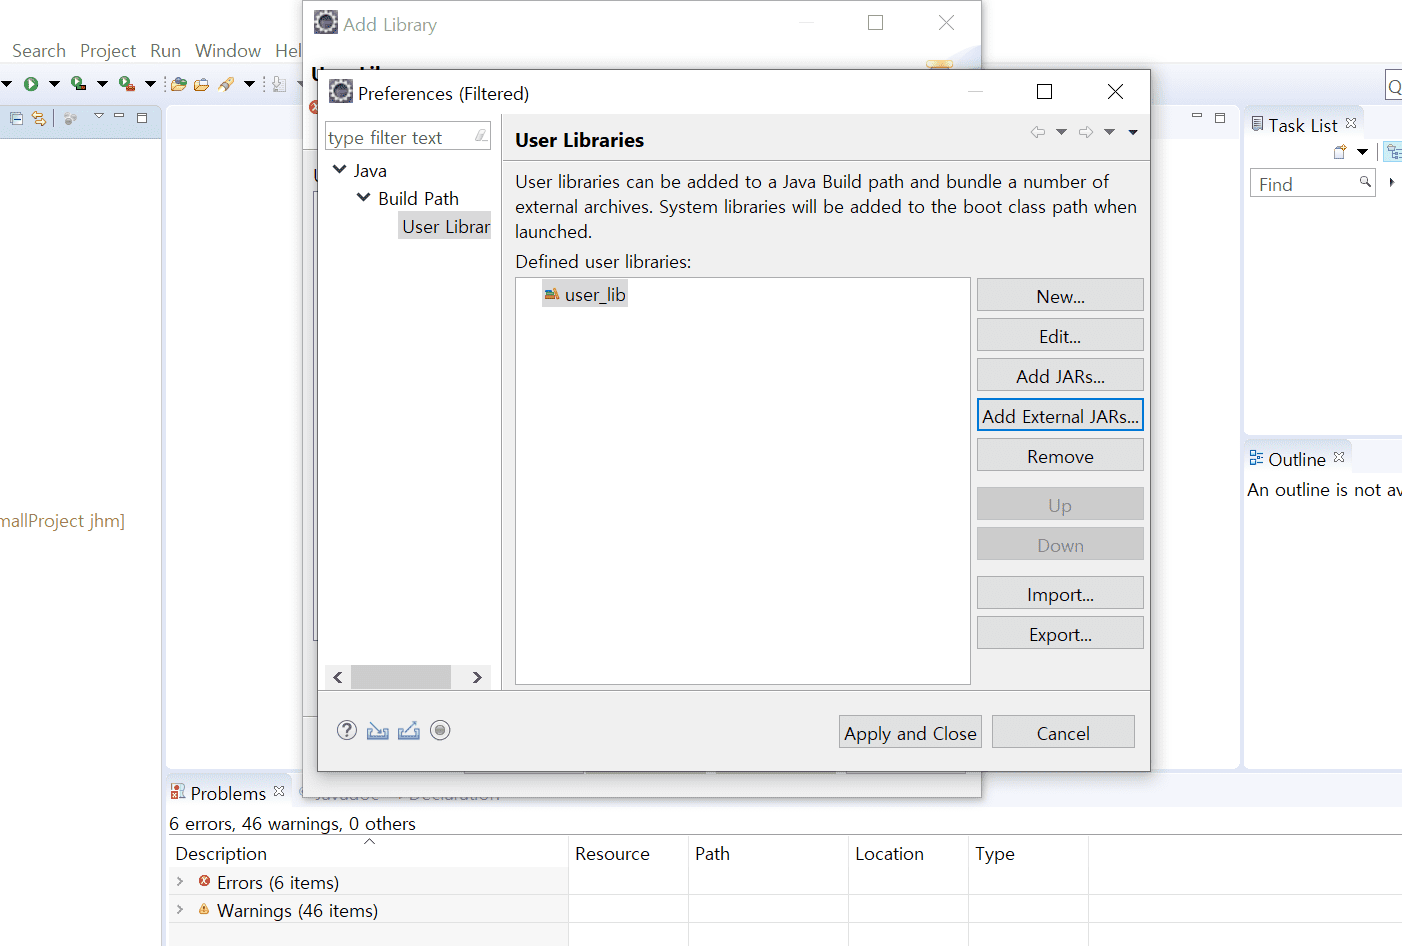 Add Library
Search Project Run Window Hel
Preferences (Filtered)
type filter text
Java
Build Path
User Librar
User Libraries
User libraries can be added to a Java Build path and bundle a number of
external archives. System libraries will be added to the boot class path when
launched.
Defined user libraries:
user_lib
New...
Edit...
Add JARs...
Add External JARs...
Remove
Up
Down
Import...
Export...
Apply and Close
Cancel
Q
Task List
Find
Outline
An outline is not av
mallProject jhm]
Problems
Javadoc
Declaration
6 errors, 46 warnings, 0 others
Description Resource Path Location Type
Errors (6 items)
Warnings (46 items)